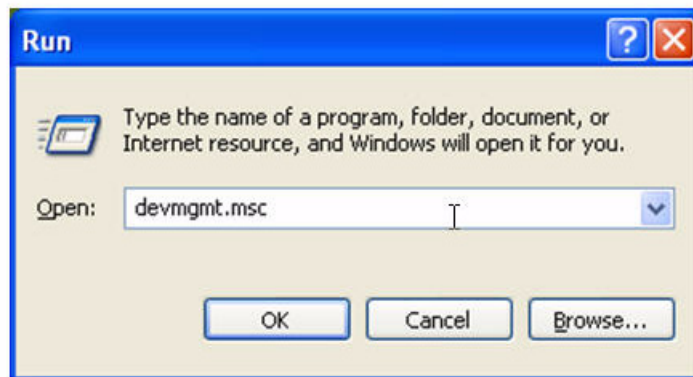 Run
Type the name of a program, folder, document, or
Internet resource, and Windows will open it for you.
Open: devmgmt.msc
OK Cancel Browse...